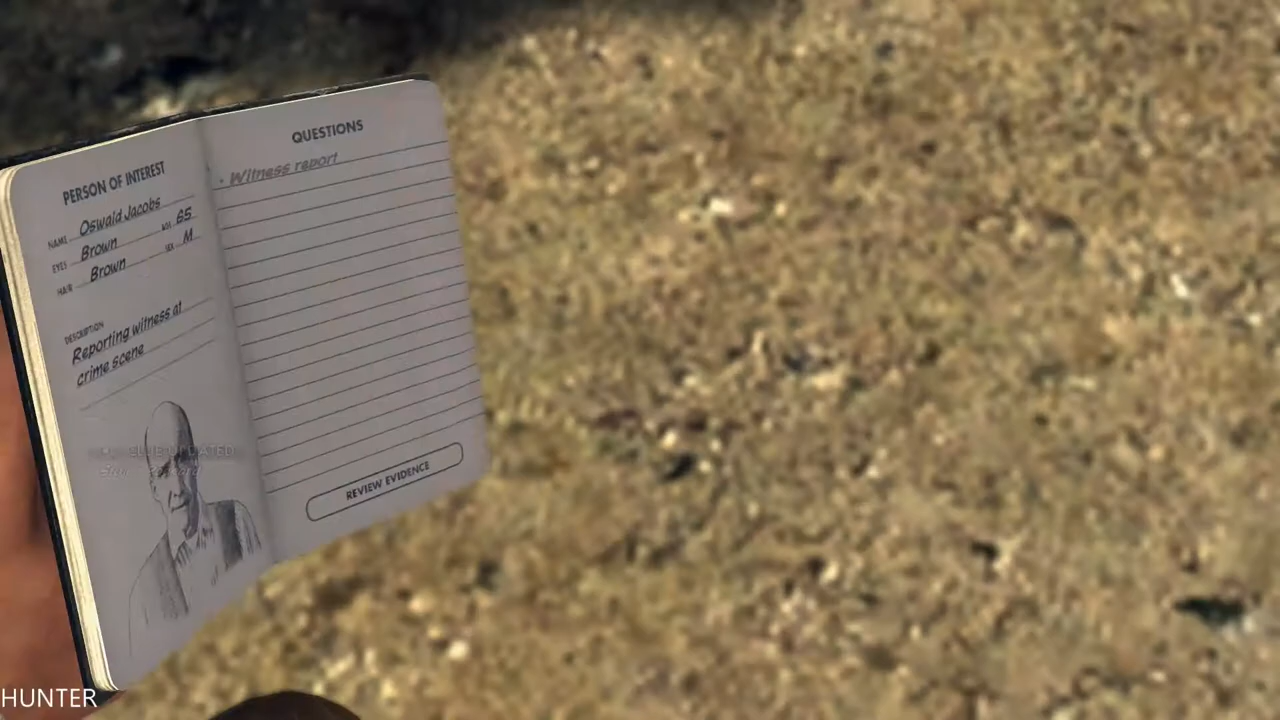 PERSON OF INTEREST
NAME Oswald Jacobs
EYES Brown 65
HAIR Brown SEX M
DESCRIPTION
Reporting witness at
crime scene
QUESTIONS
· Witness report
REVIEW EVIDENCE
HUNTER